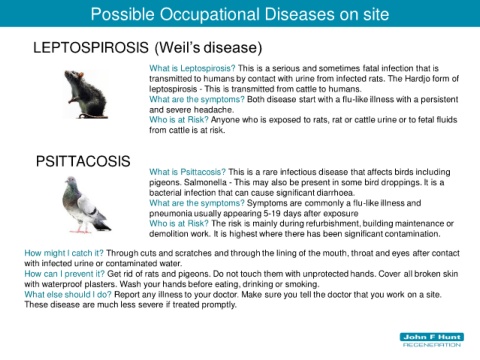 Possible Occupational Diseases on site
LEPTOSPIROSIS (Weil's disease)
What is Leptospirosis? This is a serious and sometimes fatal infection that is
transmitted to humans by contact with urine from infected rats. The Hardjo form of
leptospirosis - This is transmitted from cattle to humans.
What are the symptoms? Both disease start with a flu-like illness with a persistent
and severe headache.
Who is at Risk? Anyone who is exposed to rats, rat or cattle urine or to fetal fluids
from cattle is at risk.
PSITTACOSIS
What is Psittacosis? This is a rare infectious disease that affects birds including
pigeons. Salmonella - This may also be present in some bird droppings. It is a
bacterial infection that can cause significant diarrhoea.
What are the symptoms? Symptoms are commonly a flu-like illness and
pneumonia usually appearing 5-19 days after exposure
Who is at Risk? The risk is mainly during refurbishment, building maintenance or
demolition work. It is highest where there has been significant contamination.
How might I catch it? Through cuts and scratches and through the lining of the mouth, throat and eyes after contact
with infected urine or contaminated water.
How can I prevent it? Get rid of rats and pigeons. Do not touch them with unprotected hands. Cover all broken skin
with waterproof plasters. Wash your hands before eating, drinking or smoking.
What else should I do? Report any illness to your doctor. Make sure you tell the doctor that you work on a site.
These disease are much less severe if treated promptly.
John F Hunt
REGENERATION